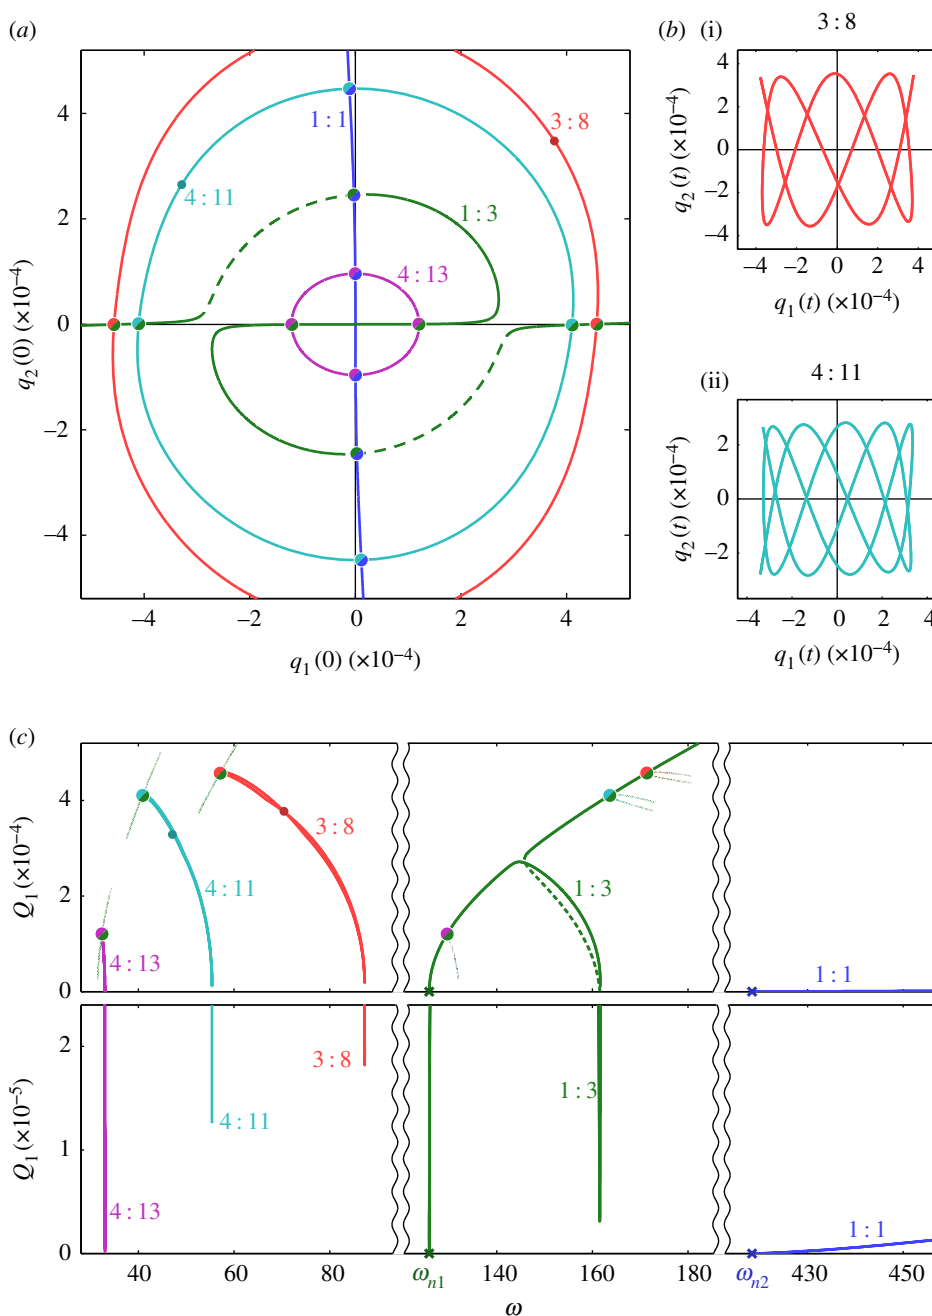 (a)
4
2
0
−2
−4
q2(0) (×10−4)
1 : 1
3 : 8
4 : 11
1 : 3
4 : 13
−4
−2
0
2
4
q1(0) (×10−4)
(b) (i)
3 : 8
4
2
0
−2
−4
q2(t) (×10−4)
−4 −2 0 2 4
q1(t) (×10−4)
(ii)
4 : 11
2
0
−2
q2(t) (×10−4)
−4 −2 0 2 4
q1(t) (×10−4)
(c)
4
2
0
Q1 (×10−4)
4 : 13
4 : 11
3 : 8
1 : 3
1 : 1
2
1
0
Q1 (×10−5)
4 : 13
4 : 11
3 : 8
1 : 3
1 : 1
40 60 80 ωn1 140 160 180 ωn2 430 450
ω